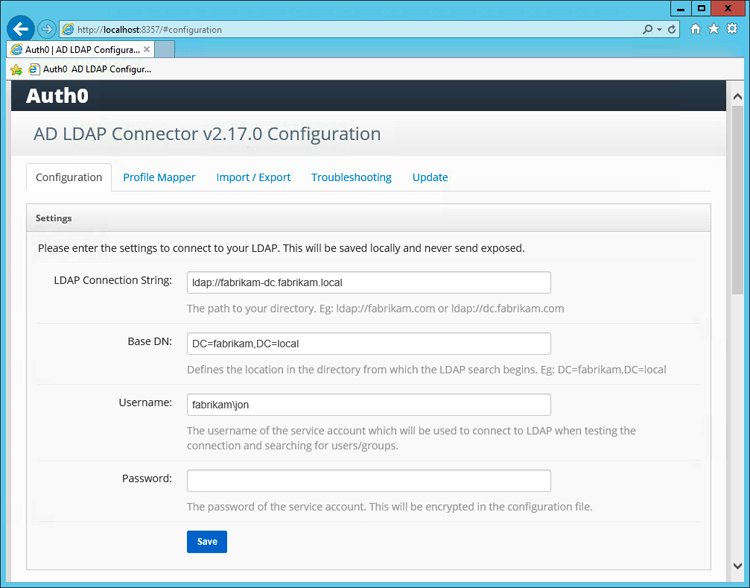 http://localhost:8357/#configuration
Auth0 | AD LDAP Configura...
Auth0 AD LDAP Configur...
Auth0
AD LDAP Connector v2.17.0 Configuration
Configuration Profile Mapper Import / Export Troubleshooting Update
Settings
Please enter the settings to connect to your LDAP. This will be saved locally and never send exposed.
LDAP Connection String: ldap://fabrikam-dc.fabrikam.local
The path to your directory. Eg: ldap://fabrikam.com or ldap://dc.fabrikam.com
Base DN: DC=fabrikam,DC=local
Defines the location in the directory from which the LDAP search begins. Eg: DC=fabrikam,DC=local
Username: fabrikam\jon
The username of the service account which will be used to connect to LDAP when testing the
connection and searching for users/groups.
Password:
The password of the service account. This will be encrypted in the configuration file.
Save